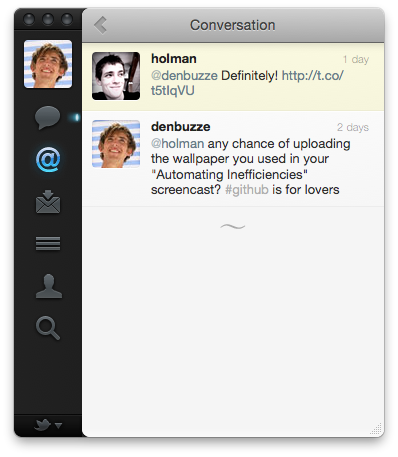 Conversation
holman
1 day
@denbuzze Definitely! http://t.co/
t5tIqVU
denbuzze
2 days
@holman any chance of uploading
the wallpaper you used in your
"Automating Inefficiencies"
screencast? #github is for lovers